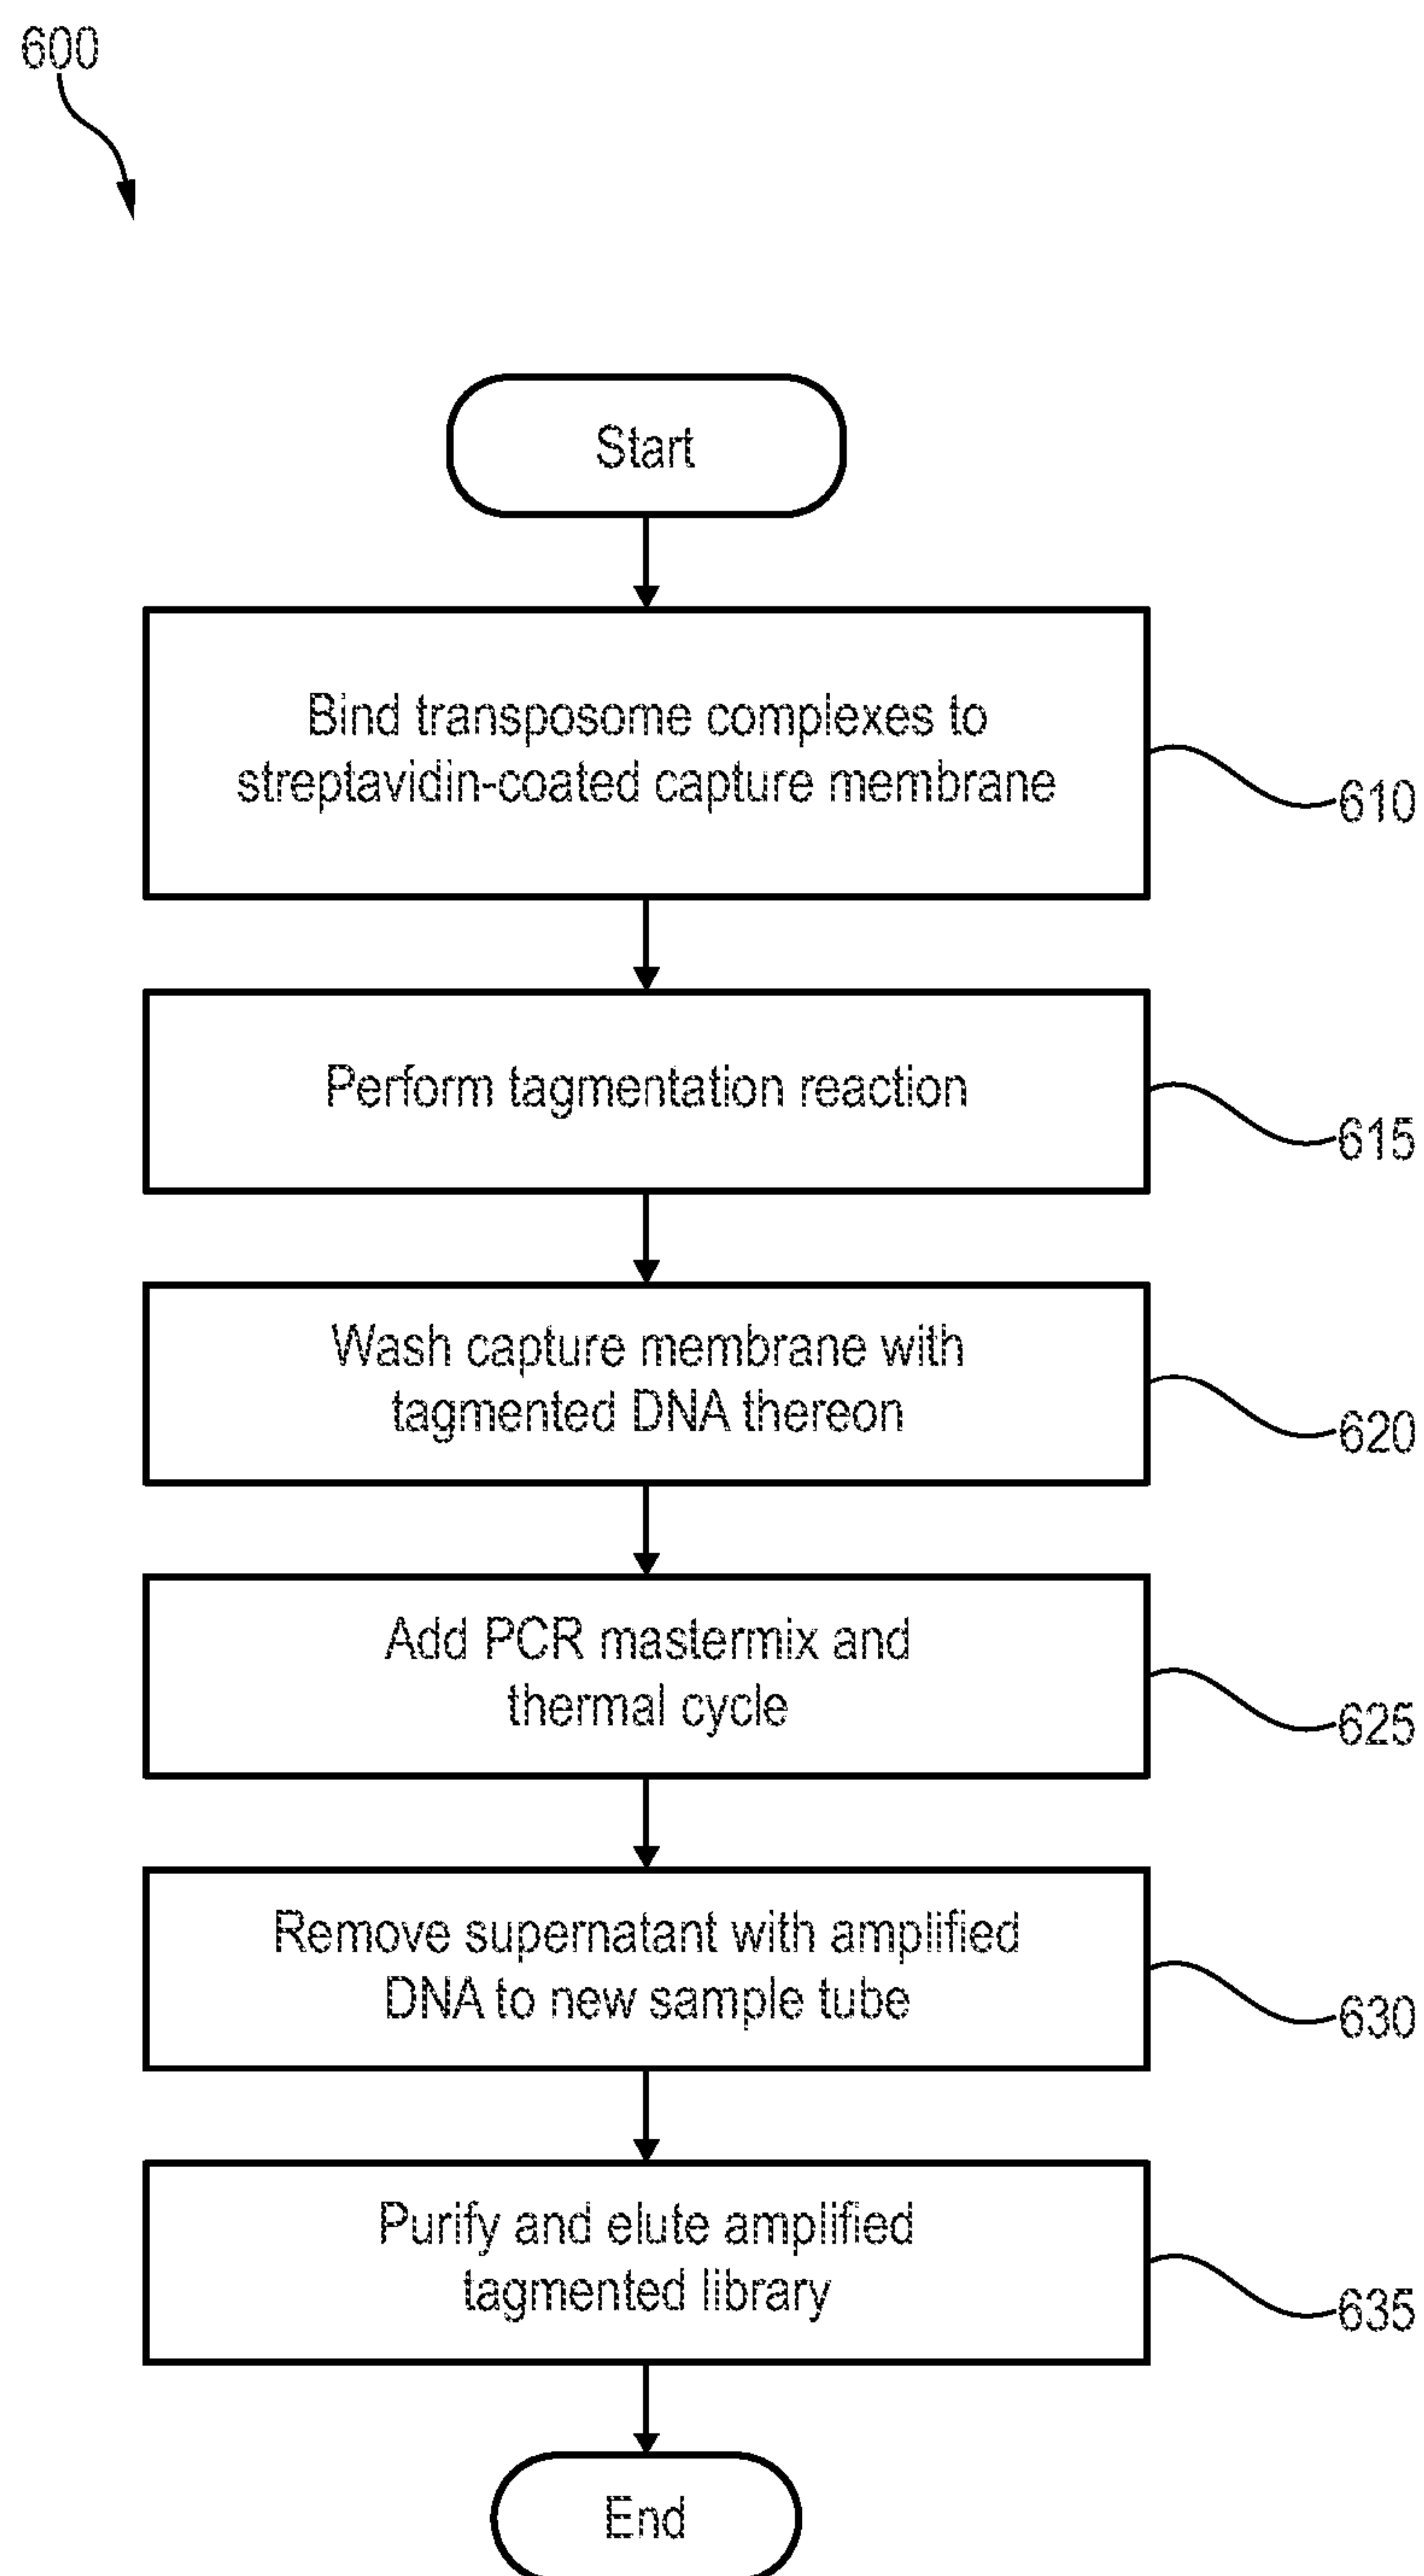 600
Start
Bind transposome complexes to
streptavidin-coated capture membrane
610
Perform tagmentation reaction
615
Wash capture membrane with
tagmented DNA thereon
620
Add PCR mastermix and
thermal cycle
625
Remove supernatant with amplified
DNA to new sample tube
630
Purify and elute amplified
tagmented library
635
End